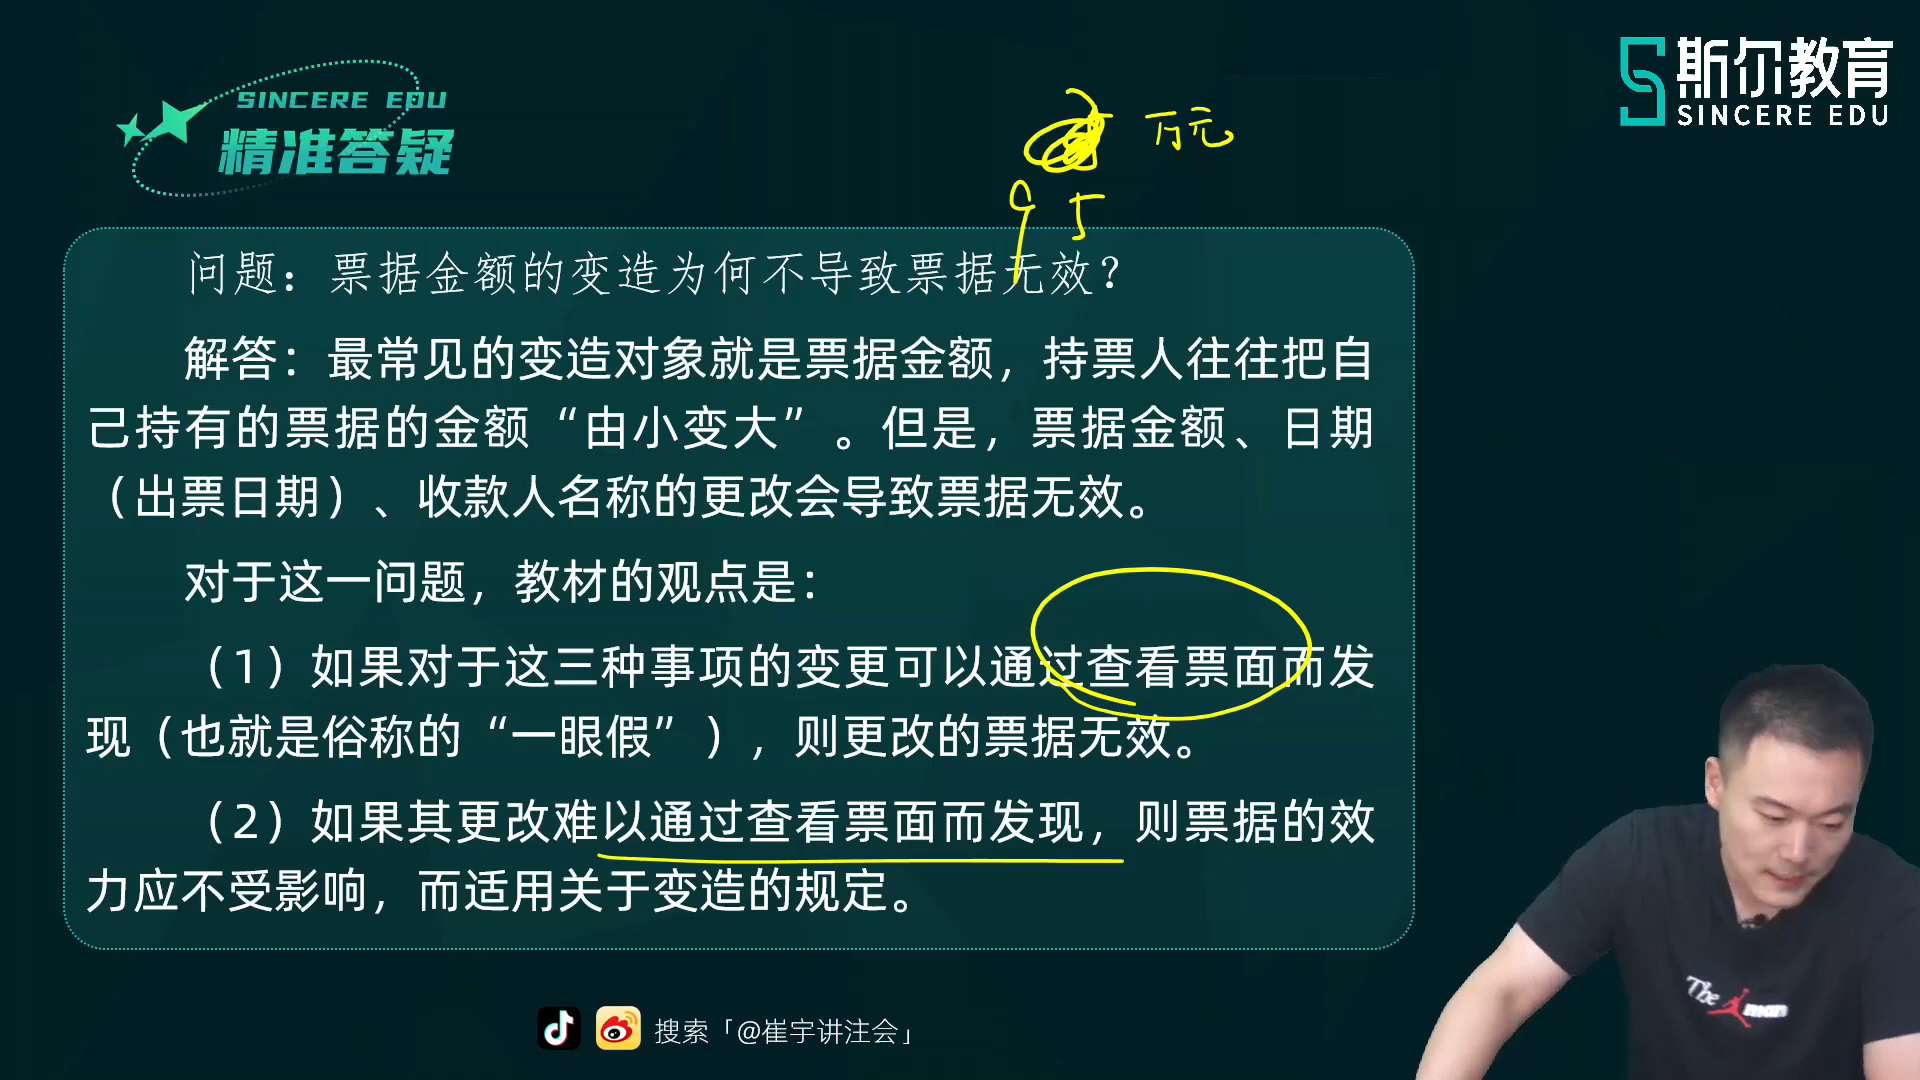 SINCERE EDU
精准答疑
斯尔教育
SINCERE EDU
万元
95
问题：票据金额的变造为何不导致票据无效？
解答：最常见的变造对象就是票据金额，持票人往往把自
己持有的票据的金额“由小变大”。但是，票据金额、日期
（出票日期）、收款人名称的更改会导致票据无效。
对于这一问题，教材的观点是：
（1）如果对于这三种事项的变更可以通过查看票面而发
现（也就是俗称的“一眼假”），则更改的票据无效。
（2）如果其更改难以通过查看票面而发现，则票据的效
力应不受影响，而适用关于变造的规定。
搜索「@崔宇讲注会」
The man